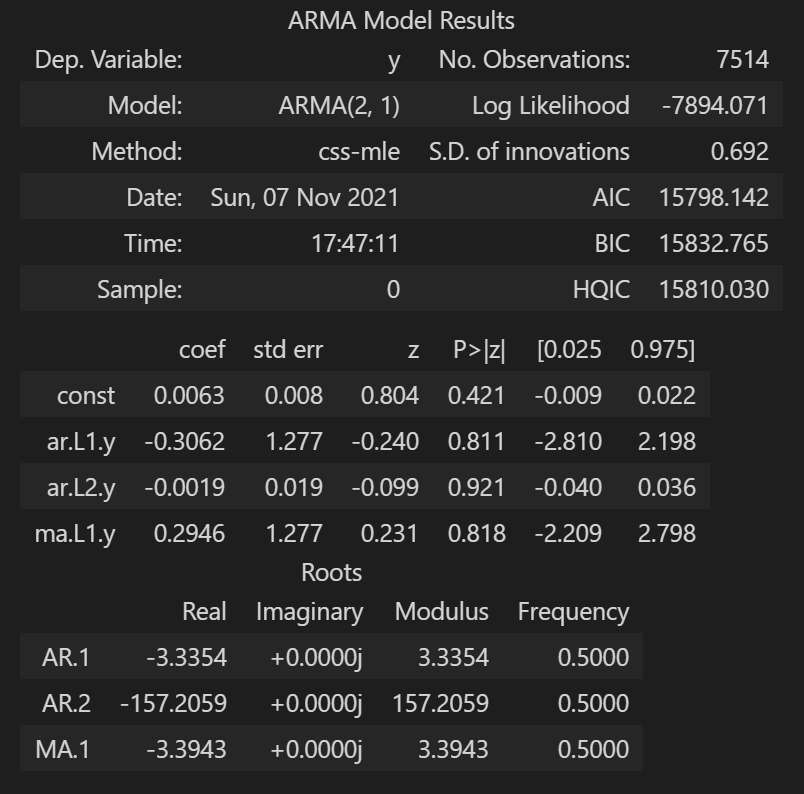 ARMA Model Results
Dep. Variable: y No. Observations: 7514
Model: ARMA(2, 1) Log Likelihood -7894.071
Method: css-mle S.D. of innovations 0.692
Date: Sun, 07 Nov 2021 AIC 15798.142
Time: 17:47:11 BIC 15832.765
Sample: 0 HQIC 15810.030
coef std err z P>|z| [0.025 0.975]
const 0.0063 0.008 0.804 0.421 -0.009 0.022
ar.L1.y -0.3062 1.277 -0.240 0.811 -2.810 2.198
ar.L2.y -0.0019 0.019 -0.099 0.921 -0.040 0.036
ma.L1.y 0.2946 1.277 0.231 0.818 -2.209 2.798
Roots
Real Imaginary Modulus Frequency
AR.1 -3.3354 +0.0000j 3.3354 0.5000
AR.2 -157.2059 +0.0000j 157.2059 0.5000
MA.1 -3.3943 +0.0000j 3.3943 0.5000